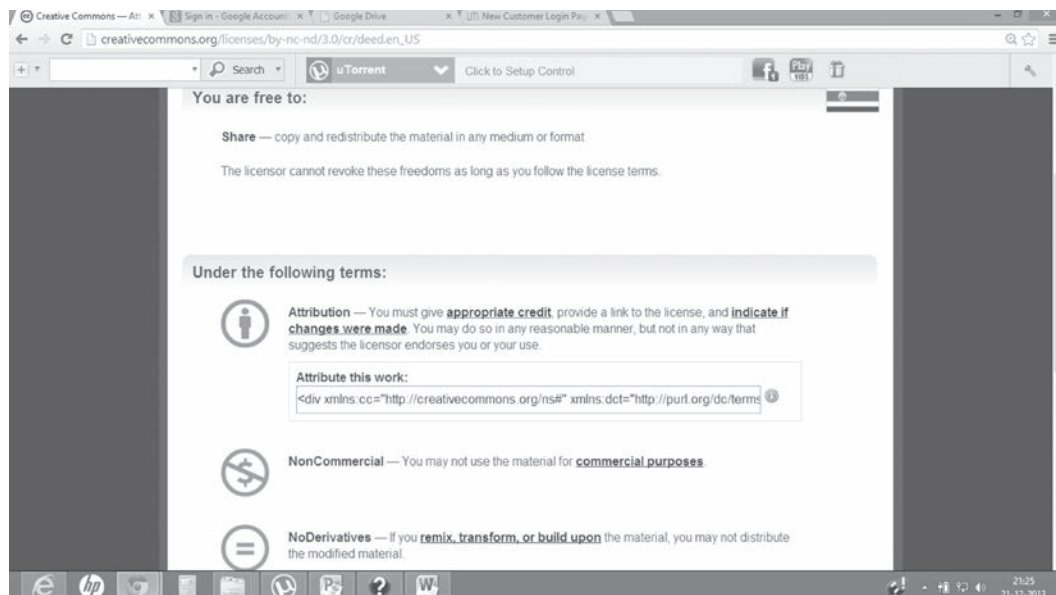 Creative Commons — Att
Sign in - Google Account
Google Drive
New Customer Login Pag
creativecommons.org/licenses/by-nc-nd/3.0/cr/deed.en_US
Search
uTorrent
Click to Setup Control
Play
You are free to:
Share — copy and redistribute the material in any medium or format
The licensor cannot revoke these freedoms as long as you follow the license terms.
Under the following terms:
Attribution — You must give appropriate credit, provide a link to the license, and indicate if
changes were made. You may do so in any reasonable manner, but not in any way that
suggests the licensor endorses you or your use.
Attribute this work:
<div xmlns:cc="http://creativecommons.org/ns#" xmlns:dct="http://purl.org/dc/terms
NonCommercial — You may not use the material for commercial purposes.
NoDerivatives — If you remix, transform, or build upon the material, you may not distribute
the modified material.
hp
21:25